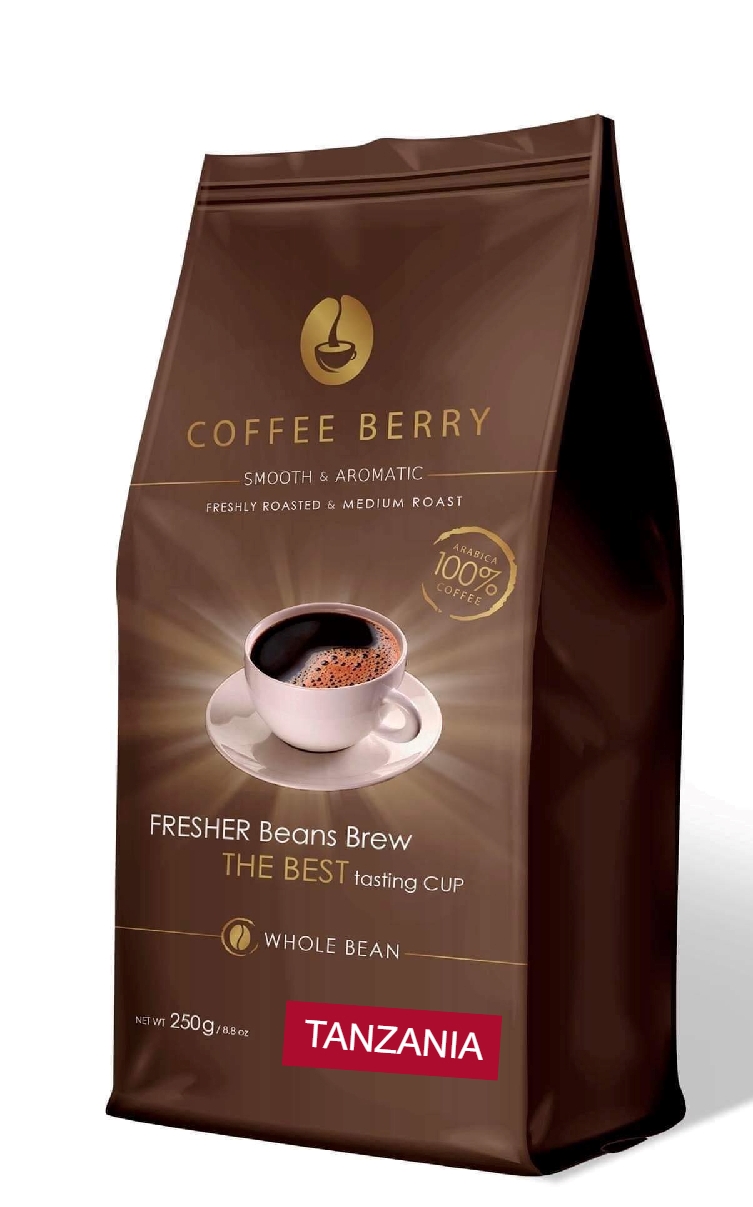 COFFEE BERRY
SMOOTH & AROMATIC
FRESHLY ROASTED & MEDIUM ROAST
ARABICA
100%
COFFEE
FRESHER Beans Brew
THE BEST tasting CUP
WHOLE BEAN
NET WT 250g / 8.8 oz
TANZANIA